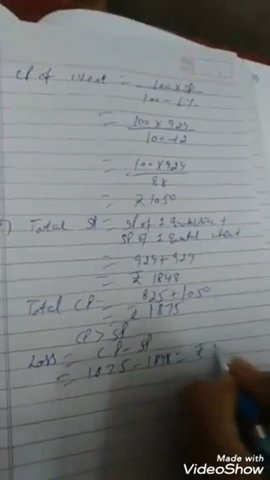 CP of wheat = 100 × SP
100 - L%
= 100 × 924
100 - 12
= 100 × 924
88
= ₹ 1050
Total SP = SP of 1 Quintal rice +
SP of 1 Quintal wheat
= 924 + 924
= ₹ 1848
Total CP = 825 + 1050
= ₹ 1875
CP > SP
Loss = CP - SP
= 1875 - 1848 = ₹
Made with
VideoShow